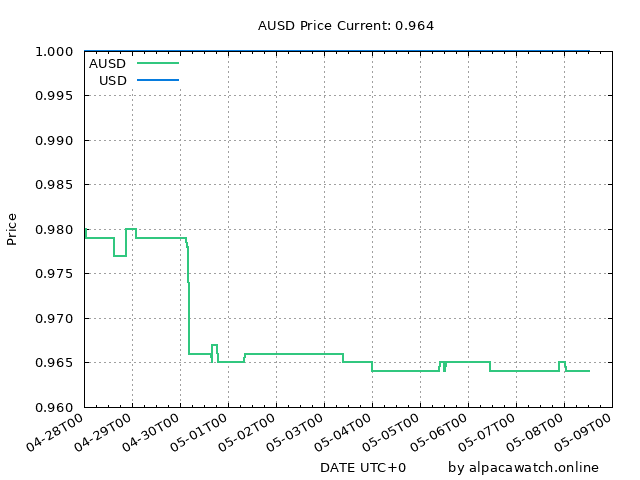 AUSD Price Current: 0.964
Price
1.000
0.995
0.990
0.985
0.980
0.975
0.970
0.965
0.960
AUSD
USD
04-28T00
04-29T00
04-30T00
05-01T00
05-02T00
05-03T00
05-04T00
05-05T00
05-06T00
05-07T00
05-08T00
05-09T00
DATE UTC+0
by alpacawatch.online